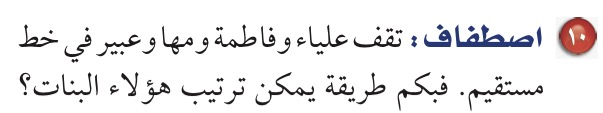 ١٠ اصطفاف : تقف علياء وفاطمة ومها وعبير في خط
مستقيم. فبكم طريقة يمكن ترتيب هؤلاء البنات؟